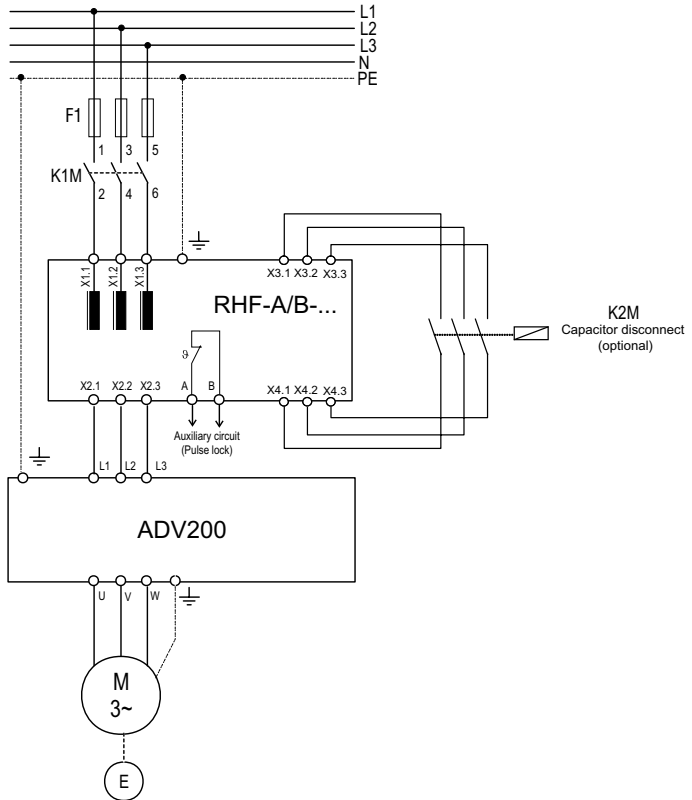 L1
L2
L3
N
PE
F1
1 3 5
K1M
2 4 6
X1.1 X1.2 X1.3
X3.1 X3.2 X3.3
RHF-A/B-...
K2M
Capacitor disconnect
(optional)
ϑ
X2.1 X2.2 X2.3 A B X4.1 X4.2 X4.3
Auxiliary circuit
(Pulse lock)
L1 L2 L3
ADV200
U V W
M
3~
E